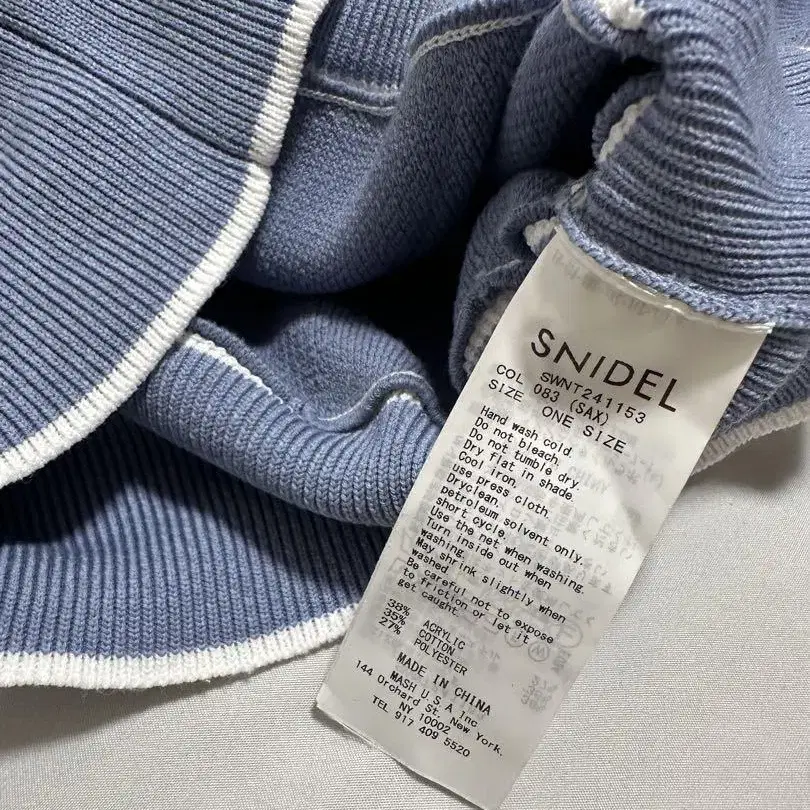 SNIDEL
SWNT241153
COL 083 (SAX)
SIZE ONE SIZE
Hand wash cold.
Do not bleach.
Do not tumble dry.
Dry flat in shade.
Cool iron.
use press cloth.
Dryclean.
petroleum solvent only.
short cycle.
Use the net when washing.
Turn inside out when
washing.
May shrink slightly when
washed.
Be careful not to expose
to friction or let it
get caught.
38% ACRYLIC
35% COTTON
27% POLYESTER
MADE IN CHINA
MASH U.S.A Inc
144 Orchard St. New York.
NY 10002
TEL 917 409 5520